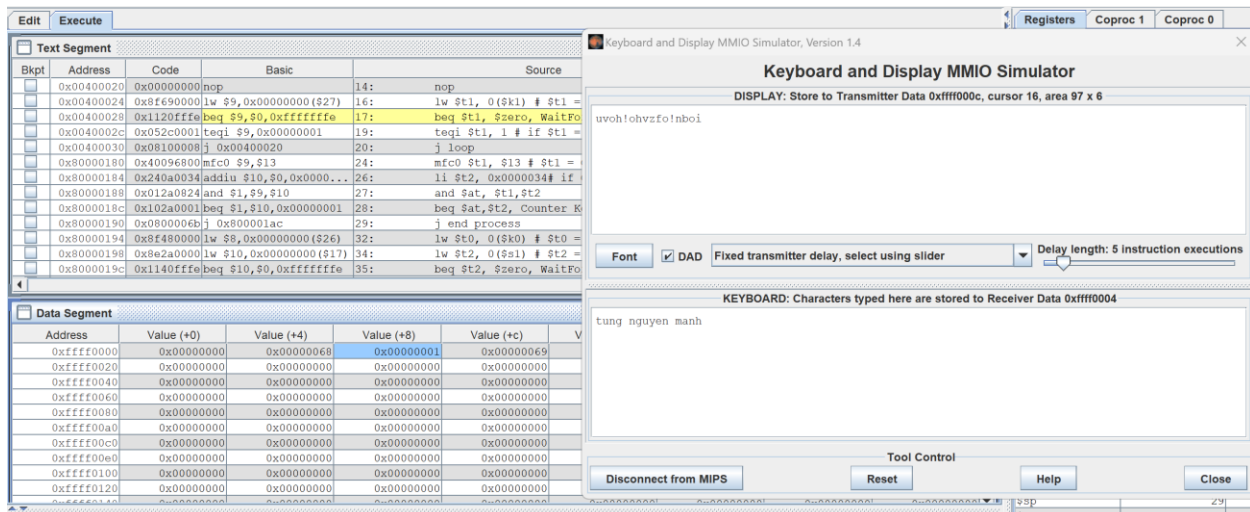 Edit Execute
Registers Coproc 1 Coproc 0
Text Segment
Bkpt Address Code Basic Source
0x00400020 0x00000000 nop 14: nop
0x00400024 0x8f690000 lw $9,0x00000000($27) 16: lw $t1, 0($k1) # $t1 =
0x00400028 0x1120fffe beq $9,$0,0xfffffffe 17: beq $t1, $zero, WaitFo
0x0040002c 0x052c0001 teqi $9,0x00000001 19: teqi $t1, 1 # if $t1 =
0x00400030 0x08100008 j 0x00400020 20: j loop
0x80000180 0x40096800 mfc0 $9,$13 24: mfc0 $t1, $13 # $t1 =
0x80000184 0x240a0034 addiu $10,$0,0x0000... 26: li $t2, 0x0000034# if
0x80000188 0x012a0824 and $1,$9,$10 27: and $at, $t1,$t2
0x8000018c 0x102a0001 beq $1,$10,0x00000001 28: beq $at,$t2, Counter K
0x80000190 0x0800006b j 0x800001ac 29: j end process
0x80000194 0x8f480000 lw $8,0x00000000($26) 32: lw $t0, 0($k0) # $t0 =
0x80000198 0x8e2a0000 lw $10,0x00000000($17) 34: lw $t2, 0($s1) # $t2 =
0x8000019c 0x1140fffe beq $10,$0,0xfffffffe 35: beq $t2, $zero, WaitFo
Data Segment
Address Value (+0) Value (+4) Value (+8) Value (+c) V
0xffff0000 0x00000000 0x00000068 0x00000001 0x00000069
0xffff0020 0x00000000 0x00000000 0x00000000 0x00000000
0xffff0040 0x00000000 0x00000000 0x00000000 0x00000000
0xffff0060 0x00000000 0x00000000 0x00000000 0x00000000
0xffff0080 0x00000000 0x00000000 0x00000000 0x00000000
0xffff00a0 0x00000000 0x00000000 0x00000000 0x00000000
0xffff00c0 0x00000000 0x00000000 0x00000000 0x00000000
0xffff00e0 0x00000000 0x00000000 0x00000000 0x00000000
0xffff0100 0x00000000 0x00000000 0x00000000 0x00000000
0xffff0120 0x00000000 0x00000000 0x00000000 0x00000000
Keyboard and Display MMIO Simulator, Version 1.4
Keyboard and Display MMIO Simulator
DISPLAY: Store to Transmitter Data 0xffff000c, cursor 16, area 97 x 6
uvoh!ohvzfo!nboi
Font DAD Fixed transmitter delay, select using slider Delay length: 5 instruction executions
KEYBOARD: Characters typed here are stored to Receiver Data 0xffff0004
tung nguyen manh
Tool Control
Disconnect from MIPS Reset Help Close
$sp 29